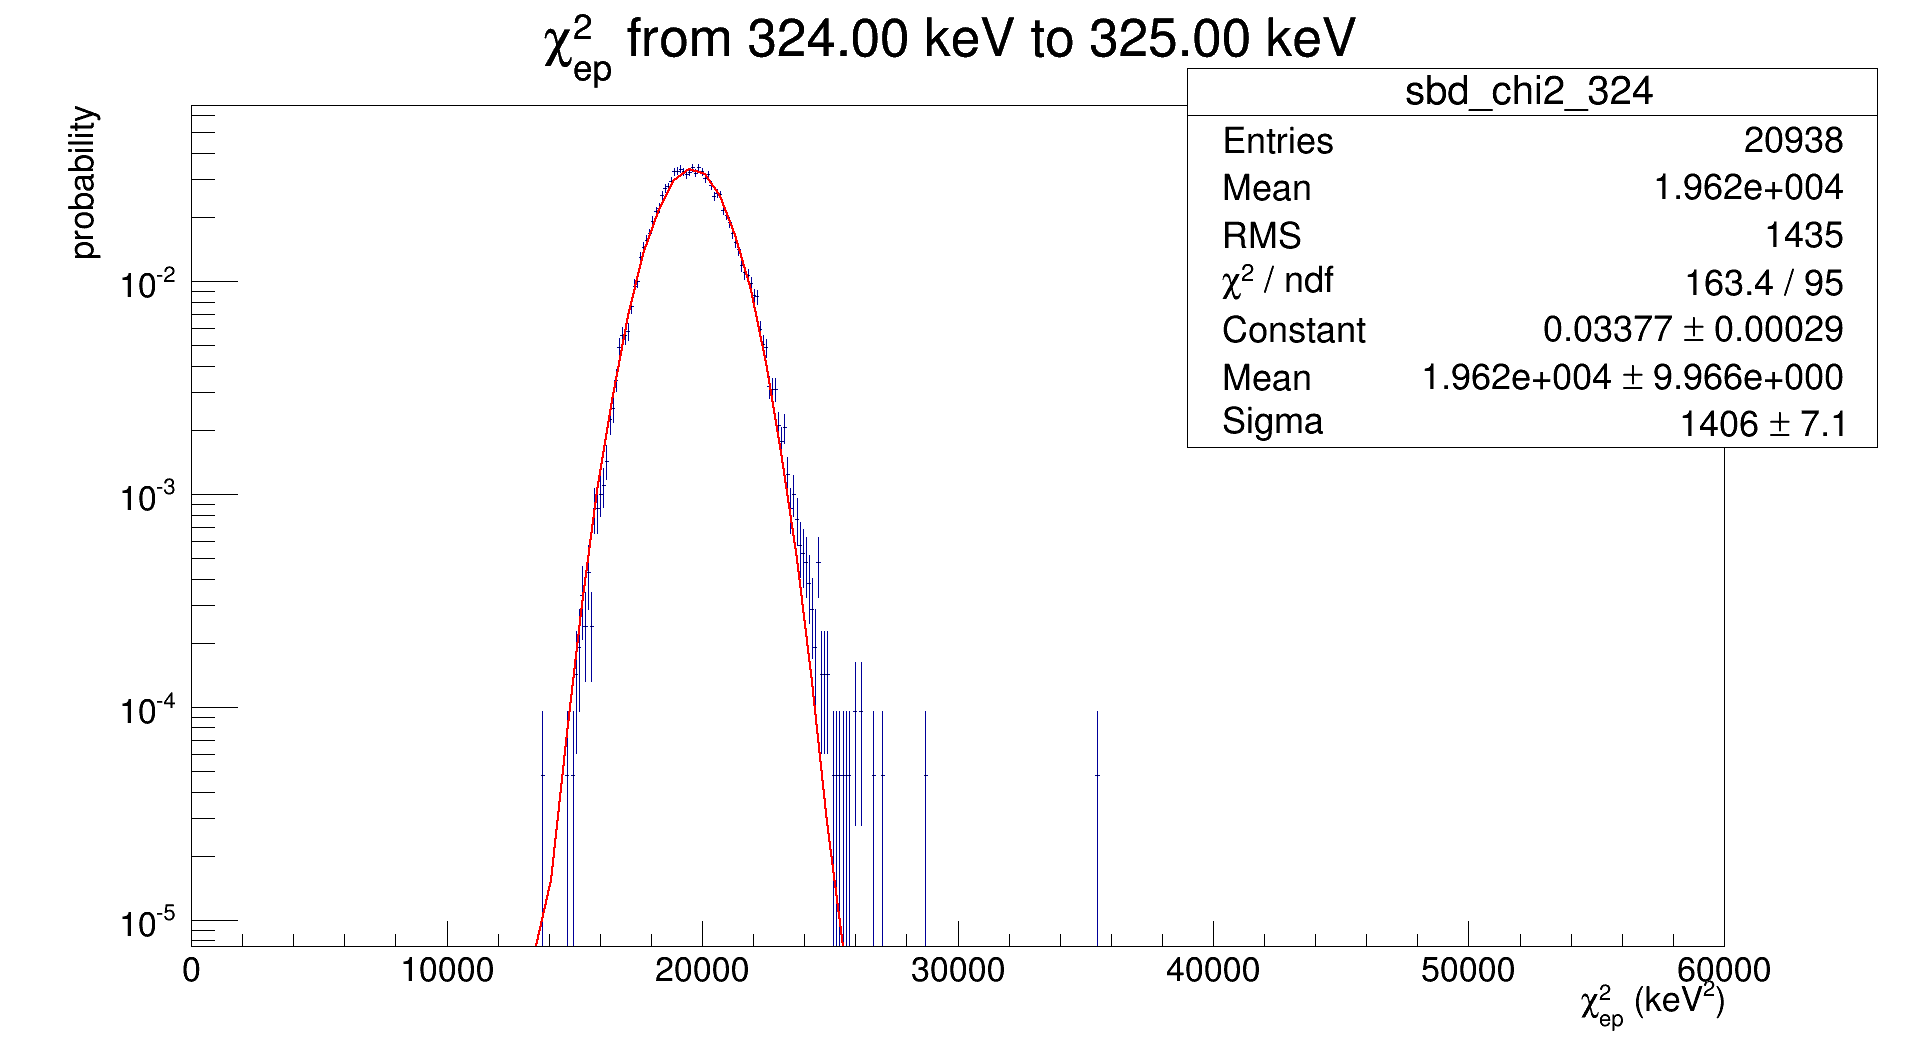 χ²ep from 324.00 keV to 325.00 keV
sbd_chi2_324
Entries 20938
Mean 1.962e+004
RMS 1435
χ² / ndf 163.4 / 95
Constant 0.03377 ± 0.00029
Mean 1.962e+004 ± 9.966e+000
Sigma 1406 ± 7.1
probability
10⁻²
10⁻³
10⁻⁴
10⁻⁵
0 10000 20000 30000 40000 50000 60000
χ²ep (keV²)